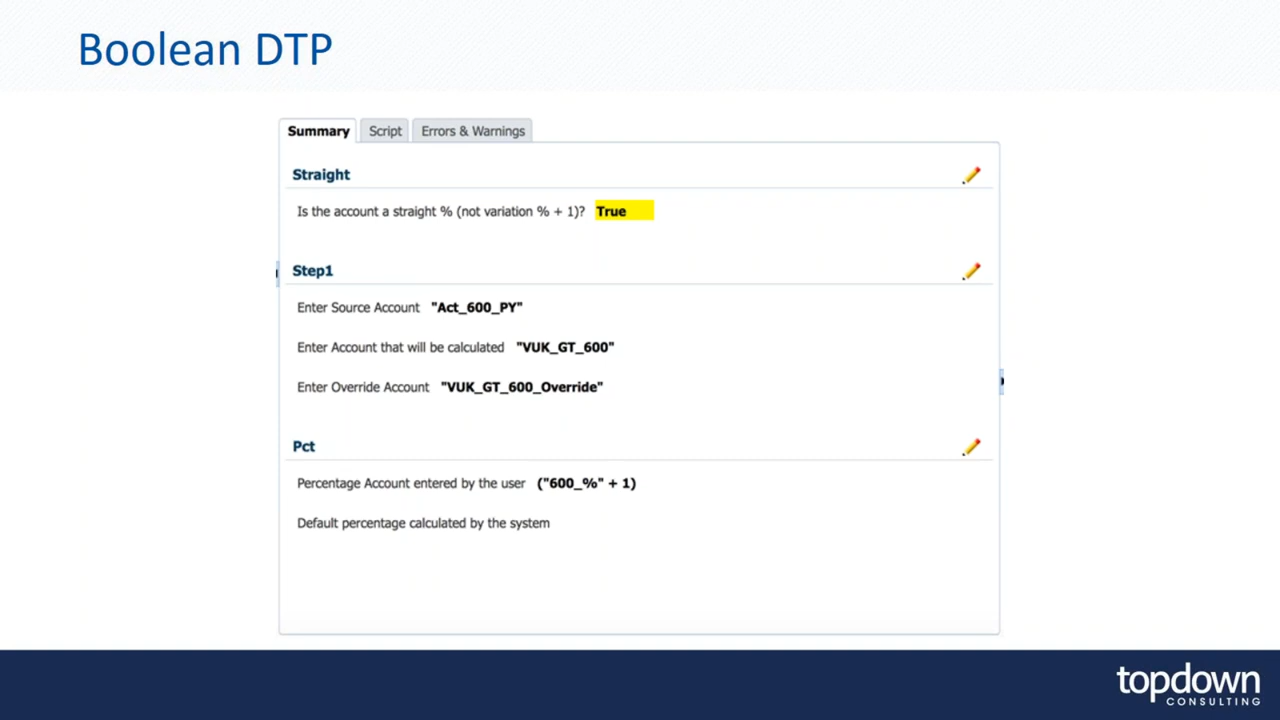 Boolean DTP
Summary Script Errors & Warnings
Straight
Is the account a straight % (not variation % + 1)? True
Step1
Enter Source Account "Act_600_PY"
Enter Account that will be calculated "VUK_GT_600"
Enter Override Account "VUK_GT_600_Override"
Pct
Percentage Account entered by the user ("600_%" + 1)
Default percentage calculated by the system
topdown
CONSULTING